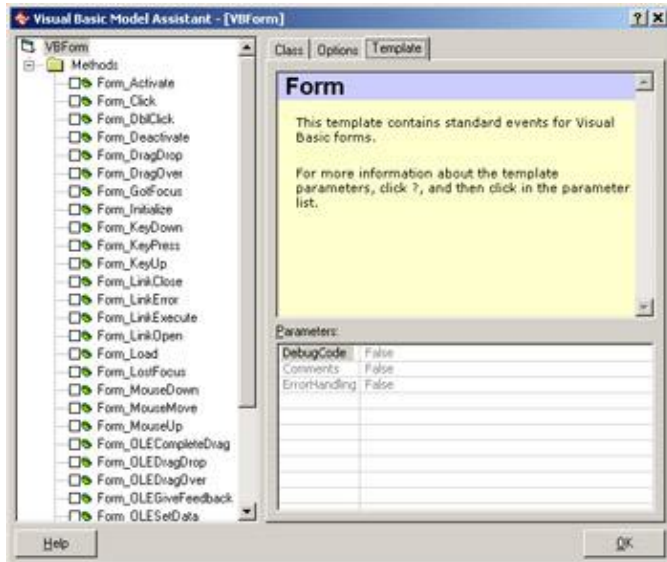 Visual Basic Model Assistant - [VBForm]
VBForm
Methods
Form_Activate
Form_Click
Form_DblClick
Form_Deactivate
Form_DragDrop
Form_DragOver
Form_GotFocus
Form_Initialize
Form_KeyDown
Form_KeyPress
Form_KeyUp
Form_LinkClose
Form_LinkError
Form_LinkExecute
Form_LinkOpen
Form_Load
Form_LostFocus
Form_MouseDown
Form_MouseMove
Form_MouseUp
Form_OLECompleteDrag
Form_OLEDragDrop
Form_OLEDragOver
Form_OLEGiveFeedback
Form_OLESetData
Class Options Template
Form
This template contains standard events for Visual
Basic forms.
For more information about the template
parameters, click ?, and then click in the parameter
list.
Parameters:
DebugCode False
Comments False
ErrorHandling False
Help OK